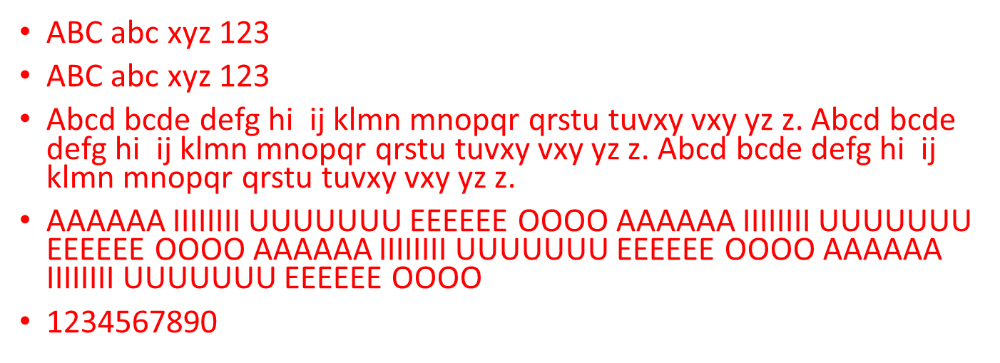 • ABC abc xyz 123
• ABC abc xyz 123
• Abcd bcde defg hi  ij klmn mnopqr qrstu tuvxy vxy yz z. Abcd bcde
defg hi  ij klmn mnopqr qrstu tuvxy vxy yz z. Abcd bcde defg hi  ij
klmn mnopqr qrstu tuvxy vxy yz z.
• AAAAAA IIIIIIII UUUUUUU EEEEEE OOOO AAAAAA IIIIIIII UUUUUUU
EEEEEE OOOO AAAAAA IIIIIIII UUUUUUU EEEEEE OOOO AAAAAA
IIIIIIII UUUUUUU EEEEEE OOOO
• 1234567890